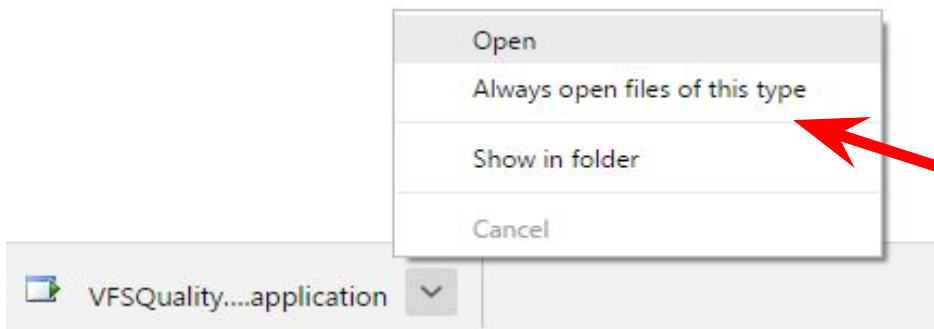 Open
Always open files of this type
Show in folder
Cancel
VFSQuality....application